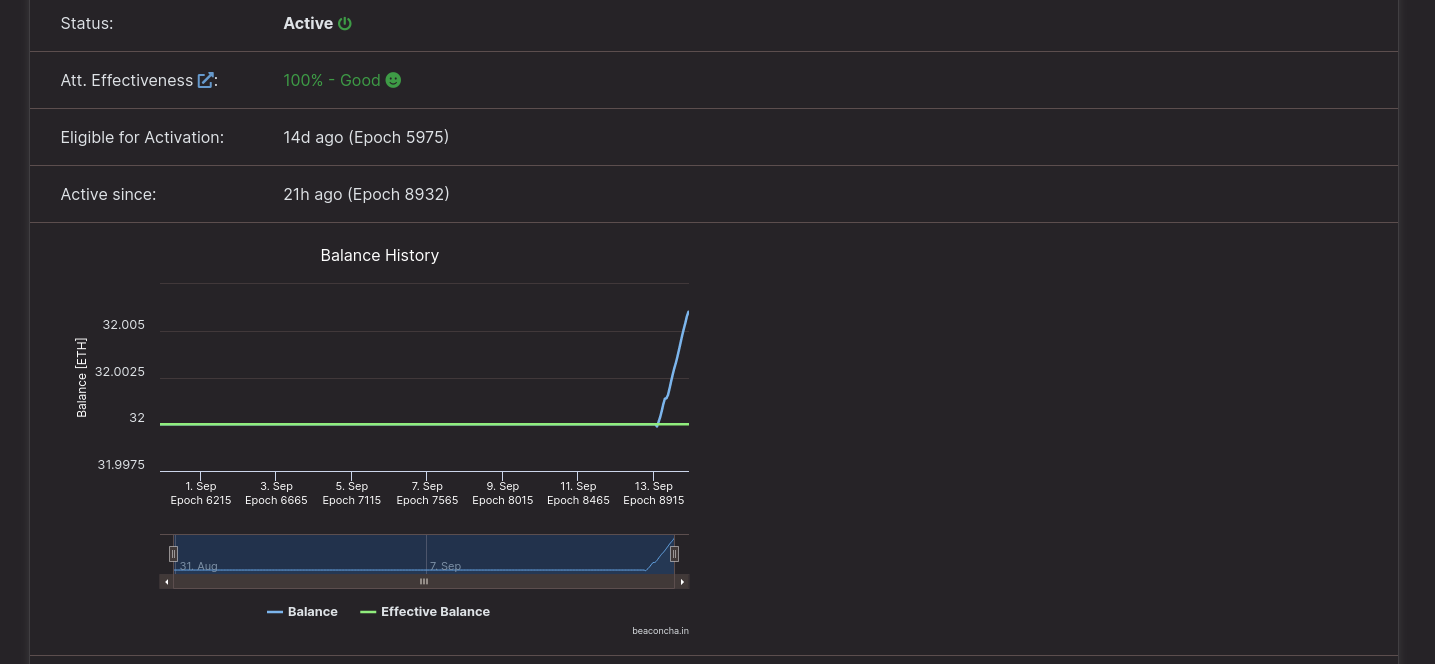 Status: Active
Att. Effectiveness : 100% - Good
Eligible for Activation: 14d ago (Epoch 5975)
Active since: 21h ago (Epoch 8932)
Balance History
Balance [ETH]
32.005
32.0025
32
31.9975
1. Sep 3. Sep 5. Sep 7. Sep 9. Sep 11. Sep 13. Sep
Epoch 6215 Epoch 6665 Epoch 7115 Epoch 7565 Epoch 8015 Epoch 8465 Epoch 8915
31. Aug 7. Sep
Balance Effective Balance
beaconcha.in